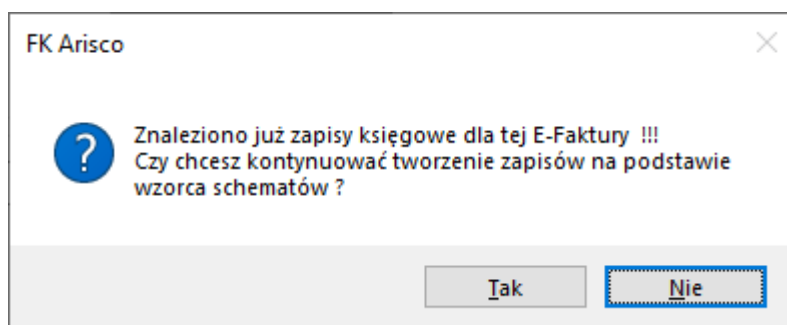 FK Arisco
Znaleziono już zapisy księgowe dla tej E-Faktury !!!
Czy chcesz kontynuować tworzenie zapisów na podstawie
wzorca schematów ?
Tak
Nie